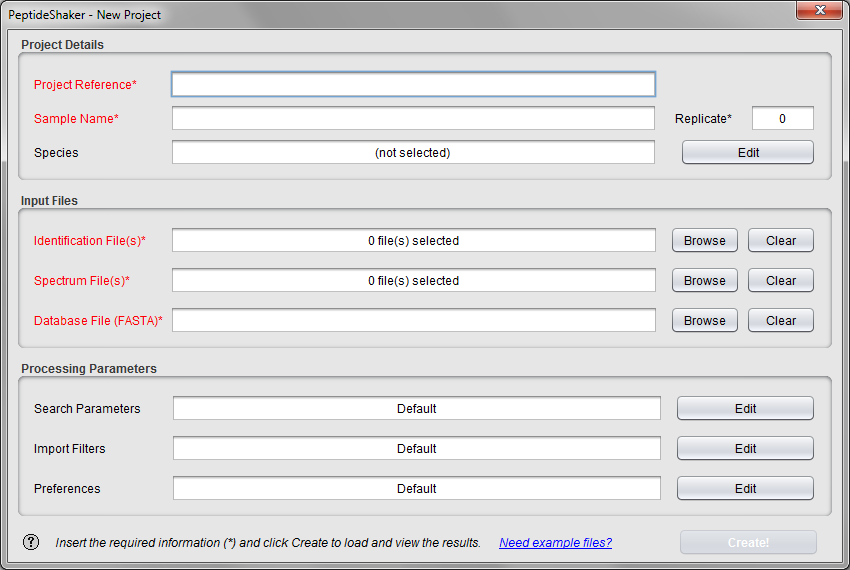 PeptideShaker - New Project
Project Details
Project Reference*
Sample Name* Replicate* 0
Species (not selected) Edit
Input Files
Identification File(s)* 0 file(s) selected Browse Clear
Spectrum File(s)* 0 file(s) selected Browse Clear
Database File (FASTA)* Browse Clear
Processing Parameters
Search Parameters Default Edit
Import Filters Default Edit
Preferences Default Edit
? Insert the required information (*) and click Create to load and view the results. Need example files? Create!